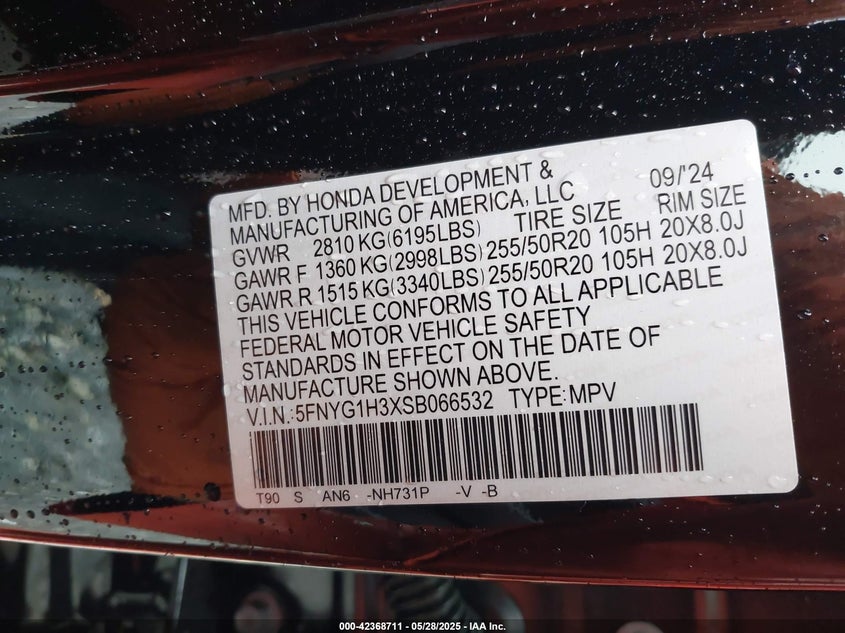 MFD. BY HONDA DEVELOPMENT & 09/'24
MANUFACTURING OF AMERICA, LLC
GVWR 2810 KG(6195LBS) TIRE SIZE RIM SIZE
GAWR F 1360 KG(2998LBS) 255/50R20 105H 20X8.0J
GAWR R 1515 KG(3340LBS) 255/50R20 105H 20X8.0J
THIS VEHICLE CONFORMS TO ALL APPLICABLE
FEDERAL MOTOR VEHICLE SAFETY
STANDARDS IN EFFECT ON THE DATE OF
MANUFACTURE SHOWN ABOVE.
V.I.N.:5FNYG1H3XSB066532 TYPE:MPV
T90 S AN6 -NH731P -V -B
000-42368711 — 05/28/2025 — IAA Inc.